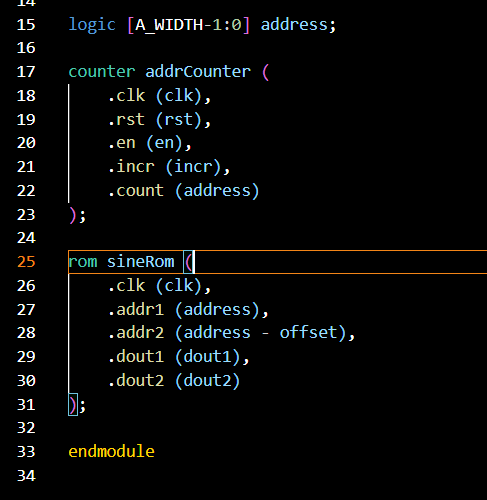 14
15 logic [A_WIDTH-1:0] address;
16
17 counter addrCounter (
18 .clk (clk),
19 .rst (rst),
20 .en (en),
21 .incr (incr),
22 .count (address)
23 );
24
25 rom sineRom (
26 .clk (clk),
27 .addr1 (address),
28 .addr2 (address - offset),
29 .dout1 (dout1),
30 .dout2 (dout2)
31 );
32
33 endmodule
34